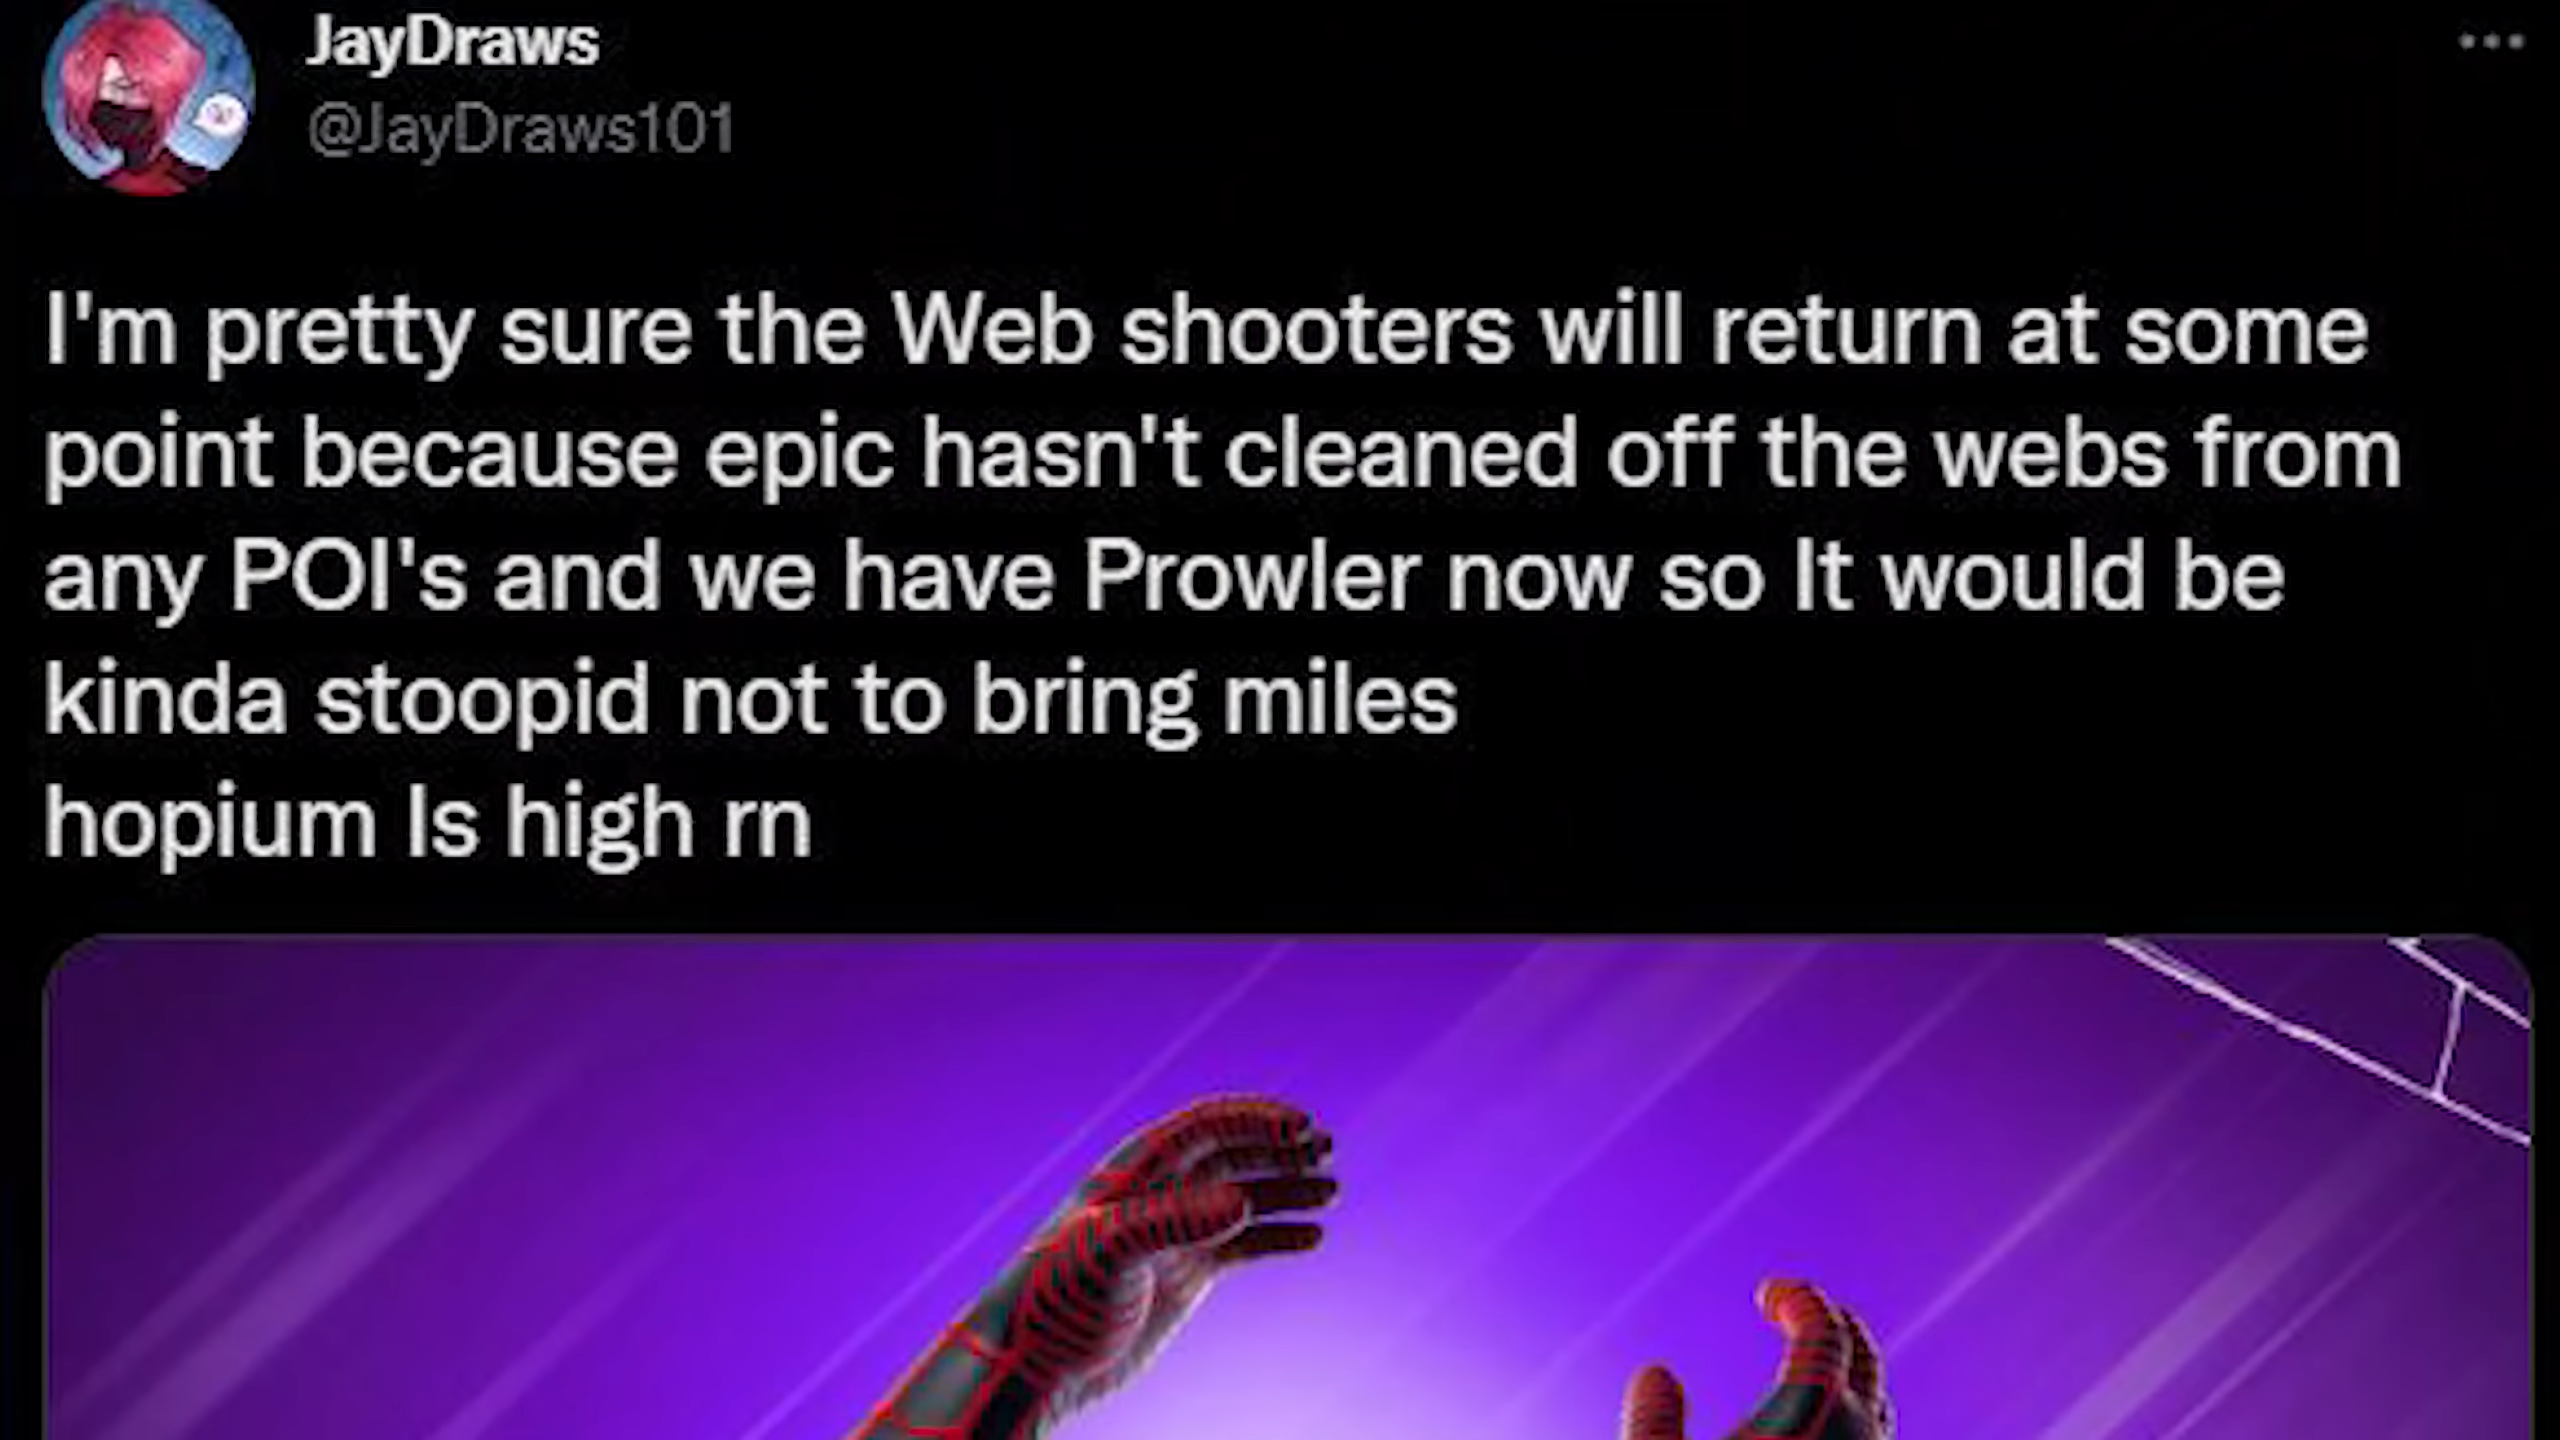 JayDraws
@JayDraws101
I'm pretty sure the Web shooters will return at some
point because epic hasn't cleaned off the webs from
any POI's and we have Prowler now so It would be
kinda stoopid not to bring miles
hopium Is high rn